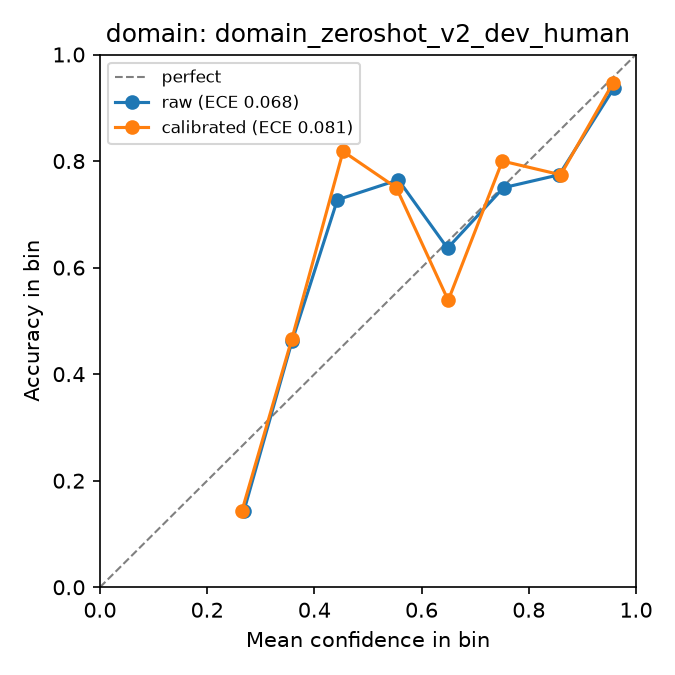 domain: domain_zeroshot_v2_dev_human
perfect
raw (ECE 0.068)
calibrated (ECE 0.081)
1.0
0.8
0.6
0.4
0.2
0.0
Accuracy in bin
0.0 0.2 0.4 0.6 0.8 1.0
Mean confidence in bin